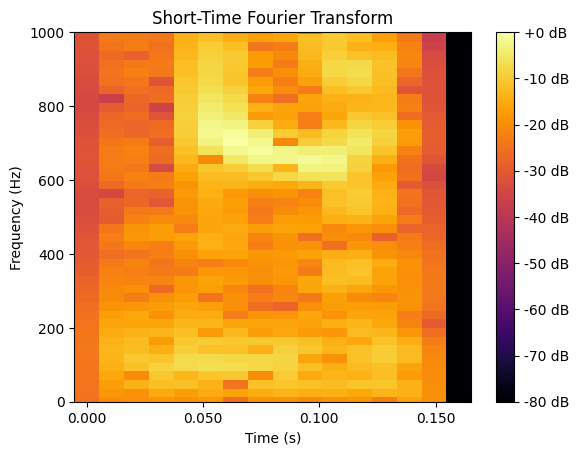 Short-Time Fourier Transform
Frequency (Hz)
1000
800
600
400
200
0
0.000
0.050
0.100
0.150
Time (s)
+0 dB
-10 dB
-20 dB
-30 dB
-40 dB
-50 dB
-60 dB
-70 dB
-80 dB